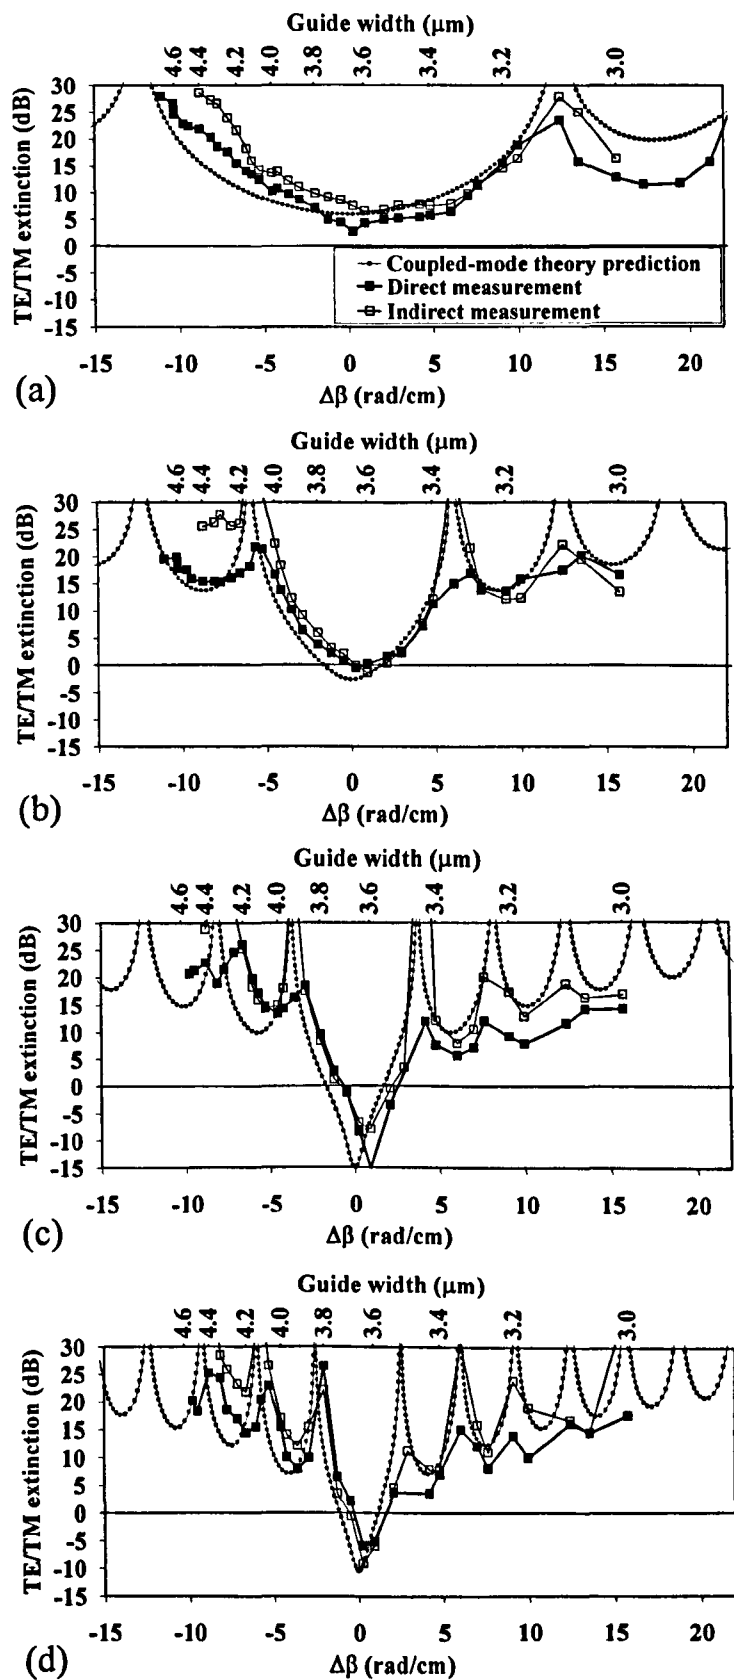 Guide width (μm)
4.6 4.4 4.2 4.0 3.8 3.6 3.4 3.2 3.0
TE/TM extinction (dB)
30
25
20
15
10
5
0
-5
-10
-15
Coupled-mode theory prediction
Direct measurement
Indirect measurement
-15 -10 -5 0 5 10 15 20
(a)
Δβ (rad/cm)
Guide width (μm)
4.6 4.4 4.2 4.0 3.8 3.6 3.4 3.2 3.0
TE/TM extinction (dB)
30
25
20
15
10
5
0
-5
-10
-15
-15 -10 -5 0 5 10 15 20
(b)
Δβ (rad/cm)
Guide width (μm)
4.6 4.4 4.2 4.0 3.8 3.6 3.4 3.2 3.0
TE/TM extinction (dB)
30
25
20
15
10
5
0
-5
-10
-15
-15 -10 -5 0 5 10 15 20
(c)
Δβ (rad/cm)
Guide width (μm)
4.6 4.4 4.2 4.0 3.8 3.6 3.4 3.2 3.0
TE/TM extinction (dB)
30
25
20
15
10
5
0
-5
-10
-15
-15 -10 -5 0 5 10 15 20
(d)
Δβ (rad/cm)